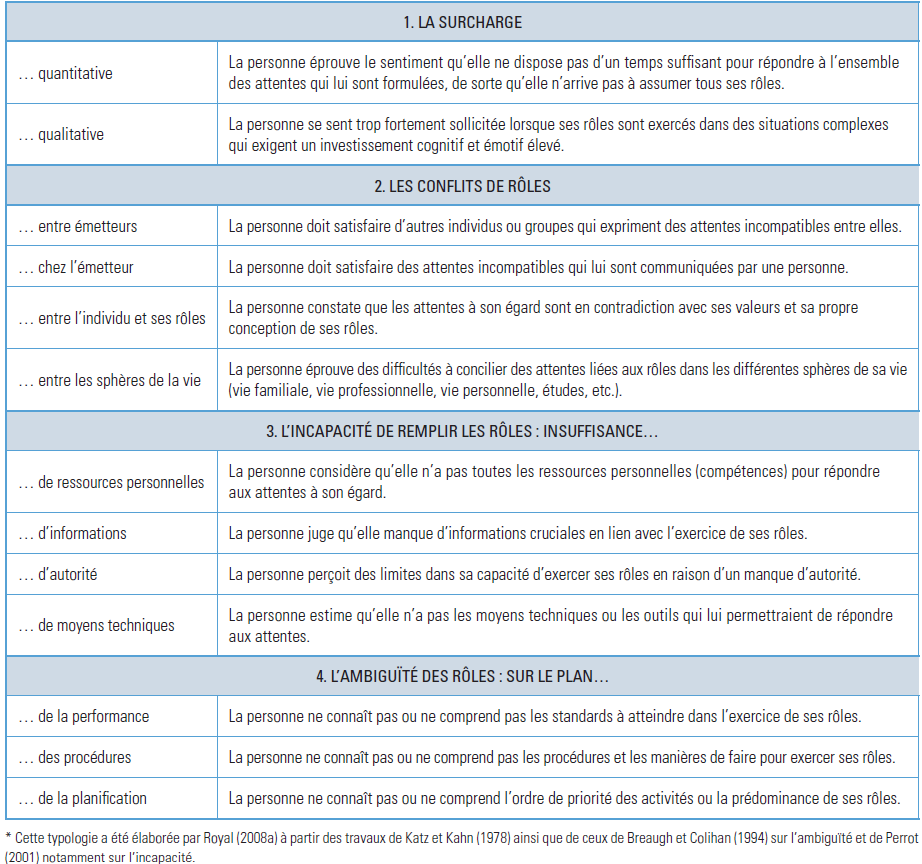 1. LA SURCHARGE
… quantitative
La personne éprouve le sentiment qu'elle ne dispose pas d'un temps suffisant pour répondre à l'ensemble
des attentes qui lui sont formulées, de sorte qu'elle n'arrive pas à assumer tous ses rôles.
… qualitative
La personne se sent trop fortement sollicitée lorsque ses rôles sont exercés dans des situations complexes
qui exigent un investissement cognitif et émotif élevé.
2. LES CONFLITS DE RÔLES
… entre émetteurs
La personne doit satisfaire d'autres individus ou groupes qui expriment des attentes incompatibles entre elles.
… chez l'émetteur
La personne doit satisfaire des attentes incompatibles qui lui sont communiquées par une personne.
… entre l'individu et ses rôles
La personne constate que les attentes à son égard sont en contradiction avec ses valeurs et sa propre
conception de ses rôles.
… entre les sphères de la vie
La personne éprouve des difficultés à concilier des attentes liées aux rôles dans les différentes sphères de sa vie
(vie familiale, vie professionnelle, vie personnelle, études, etc.).
3. L'INCAPACITÉ DE REMPLIR LES RÔLES : INSUFFISANCE…
… de ressources personnelles
La personne considère qu'elle n'a pas toutes les ressources personnelles (compétences) pour répondre
aux attentes à son égard.
… d'informations
La personne juge qu'elle manque d'informations cruciales en lien avec l'exercice de ses rôles.
… d'autorité
La personne perçoit des limites dans sa capacité d'exercer ses rôles en raison d'un manque d'autorité.
… de moyens techniques
La personne estime qu'elle n'a pas les moyens techniques ou les outils qui lui permettraient de répondre
aux attentes.
4. L'AMBIGUÏTÉ DES RÔLES : SUR LE PLAN…
… de la performance
La personne ne connaît pas ou ne comprend pas les standards à atteindre dans l'exercice de ses rôles.
… des procédures
La personne ne connaît pas ou ne comprend pas les procédures et les manières de faire pour exercer ses rôles.
… de la planification
La personne ne connaît pas ou ne comprend l'ordre de priorité des activités ou la prédominance de ses rôles.
* Cette typologie a été élaborée par Royal (2008a) à partir des travaux de Katz et Kahn (1978) ainsi que de ceux de Breaugh et Colihan (1994) sur l'ambiguïté et de Perrot
(2001) notamment sur l'incapacité.